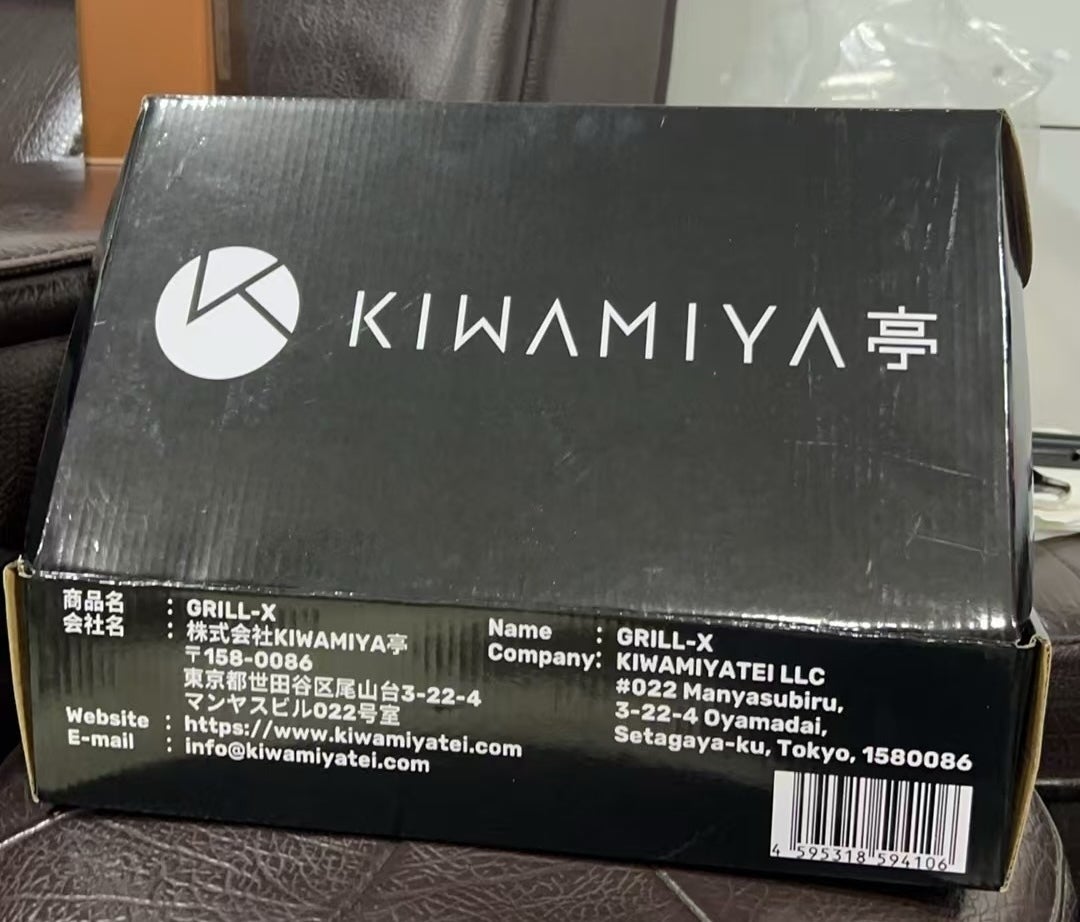 KIWAMIYA亭
商品名 : GRILL-X
会社名 : 株式会社KIWAMIYA亭
〒158-0086
東京都世田谷区尾山台3-22-4
マンヤスビル022号室
Website : https://www.kiwamiyatei.com
E-mail : info@kiwamiyatei.com
Name : GRILL-X
Company: KIWAMIYATEI LLC
#022 Manyasubiru,
3-22-4 Oyamadai,
Setagaya-ku, Tokyo, 1580086
4 595318 594106